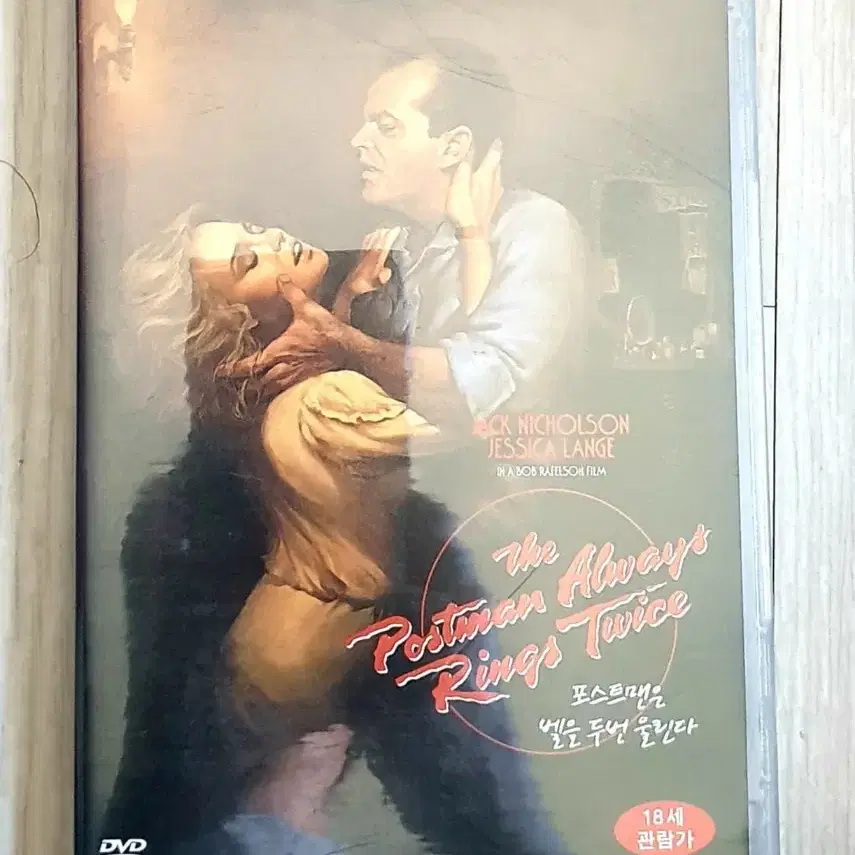 CK NICHOLSON
JESSICA LANGE
IN A BOB RAFELSON FILM
The
Postman Always
Rings Twice
포스트맨은
벨을 두번 울린다
18세
관람가
DVD